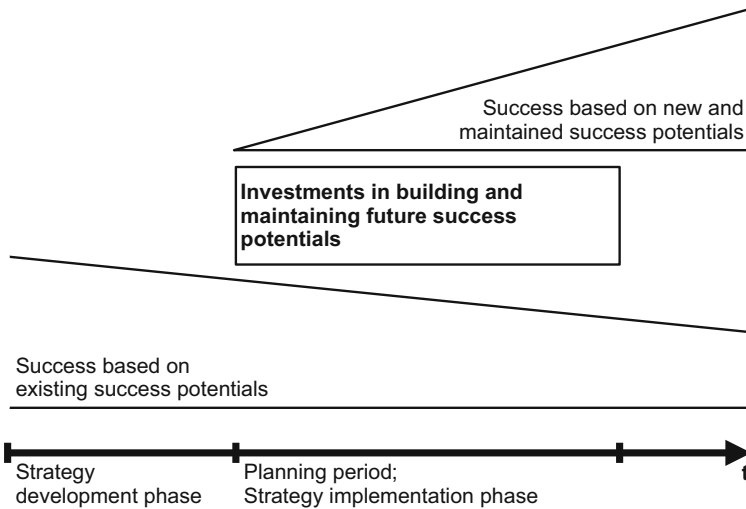 Success based on new and
maintained success potentials
Investments in building and
maintaining future success
potentials
Success based on
existing success potentials
t
Strategy
development phase
Planning period;
Strategy implementation phase